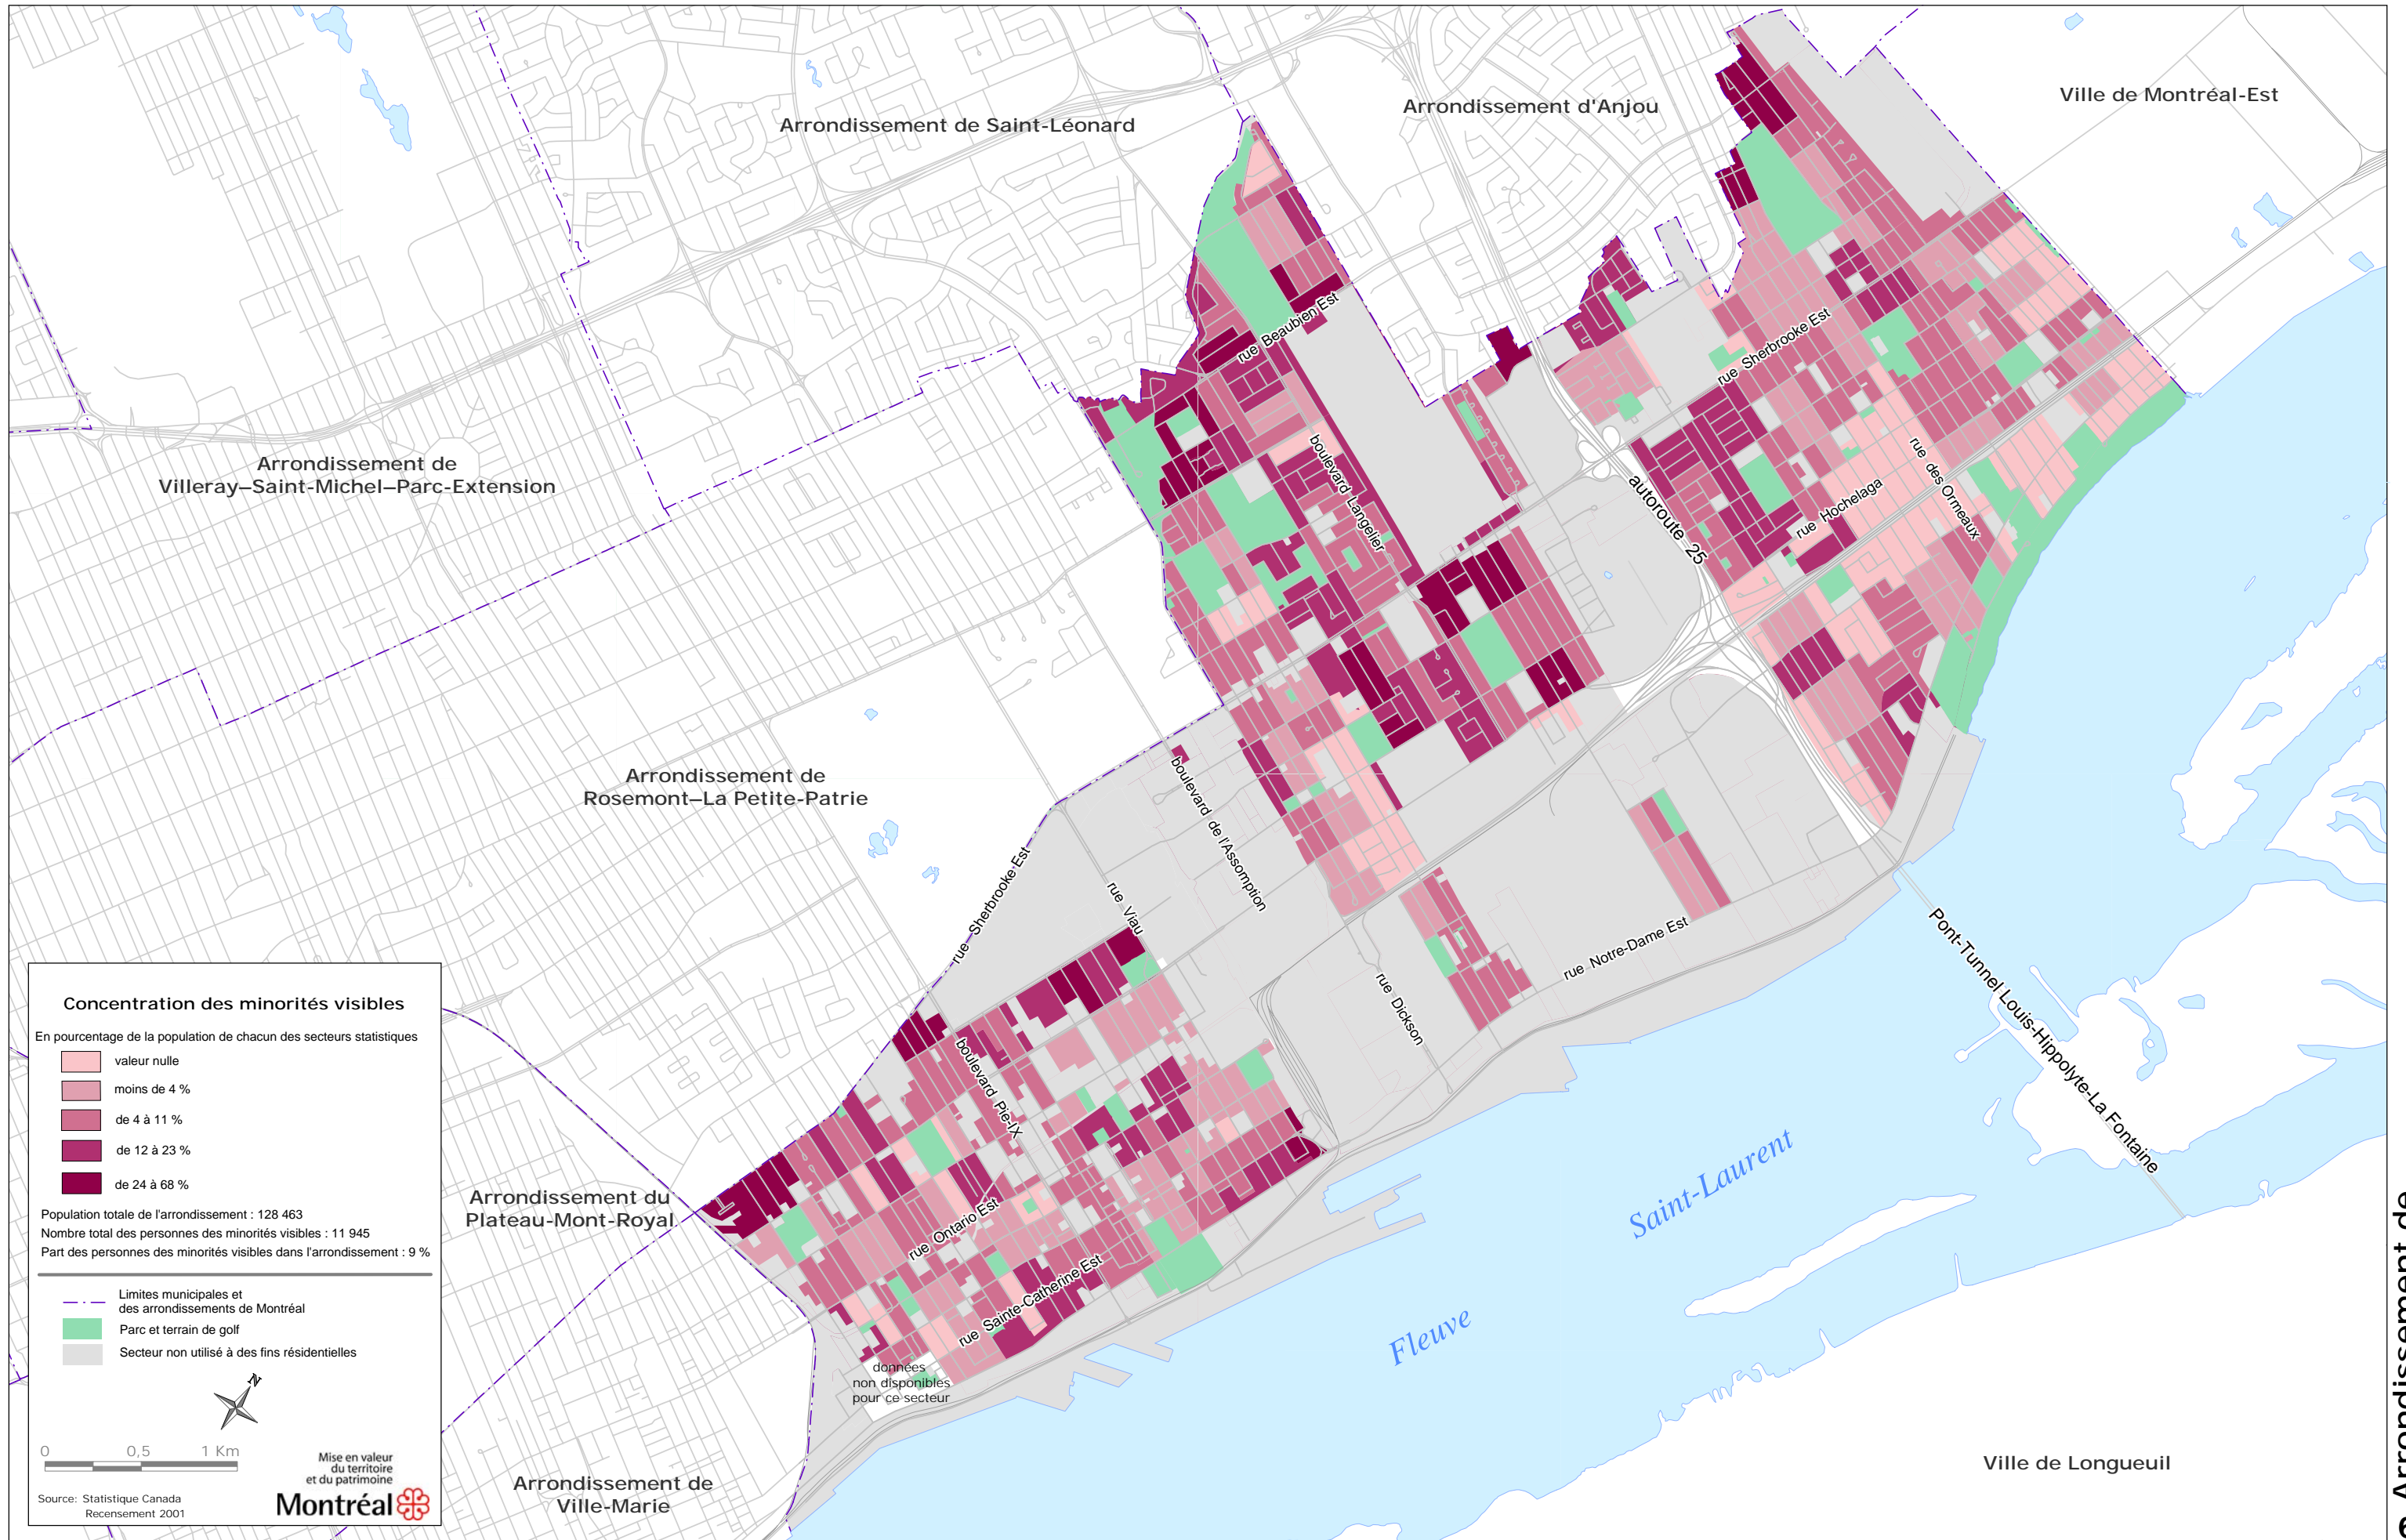 Arrondissement de Saint-Léonard
Arrondissement d'Anjou
Ville de Montréal-Est
Arrondissement de
Villeray–Saint-Michel–Parc-Extension
Arrondissement de
Rosemont–La Petite-Patrie
Arrondissement du
Plateau-Mont-Royal
Arrondissement de
Ville-Marie
Ville de Longueuil
rue Beaubien Est
boulevard Langelier
autoroute 25
rue Sherbrooke Est
rue Hochelaga
rue des Ormeaux
boulevard de l'Assomption
rue Viau
rue Sherbrooke Est
boulevard Pie-IX
rue Ontario Est
rue Sainte-Catherine Est
rue Dickson
rue Notre-Dame Est
Pont-Tunnel Louis-Hippolyte-La Fontaine
Fleuve
Saint-Laurent
données
non disponibles
pour ce secteur
Concentration des minorités visibles
En pourcentage de la population de chacun des secteurs statistiques
valeur nulle
moins de 4 %
de 4 à 11 %
de 12 à 23 %
de 24 à 68 %
Population totale de l'arrondissement : 128 463
Nombre total des personnes des minorités visibles : 11 945
Part des personnes des minorités visibles dans l'arrondissement : 9 %
Limites municipales et
des arrondissements de Montréal
Parc et terrain de golf
Secteur non utilisé à des fins résidentielles
N
0 0,5 1 Km
Mise en valeur
du territoire
et du patrimoine
Montréal
Source: Statistique Canada
Recensement 2001
Arrondissement de